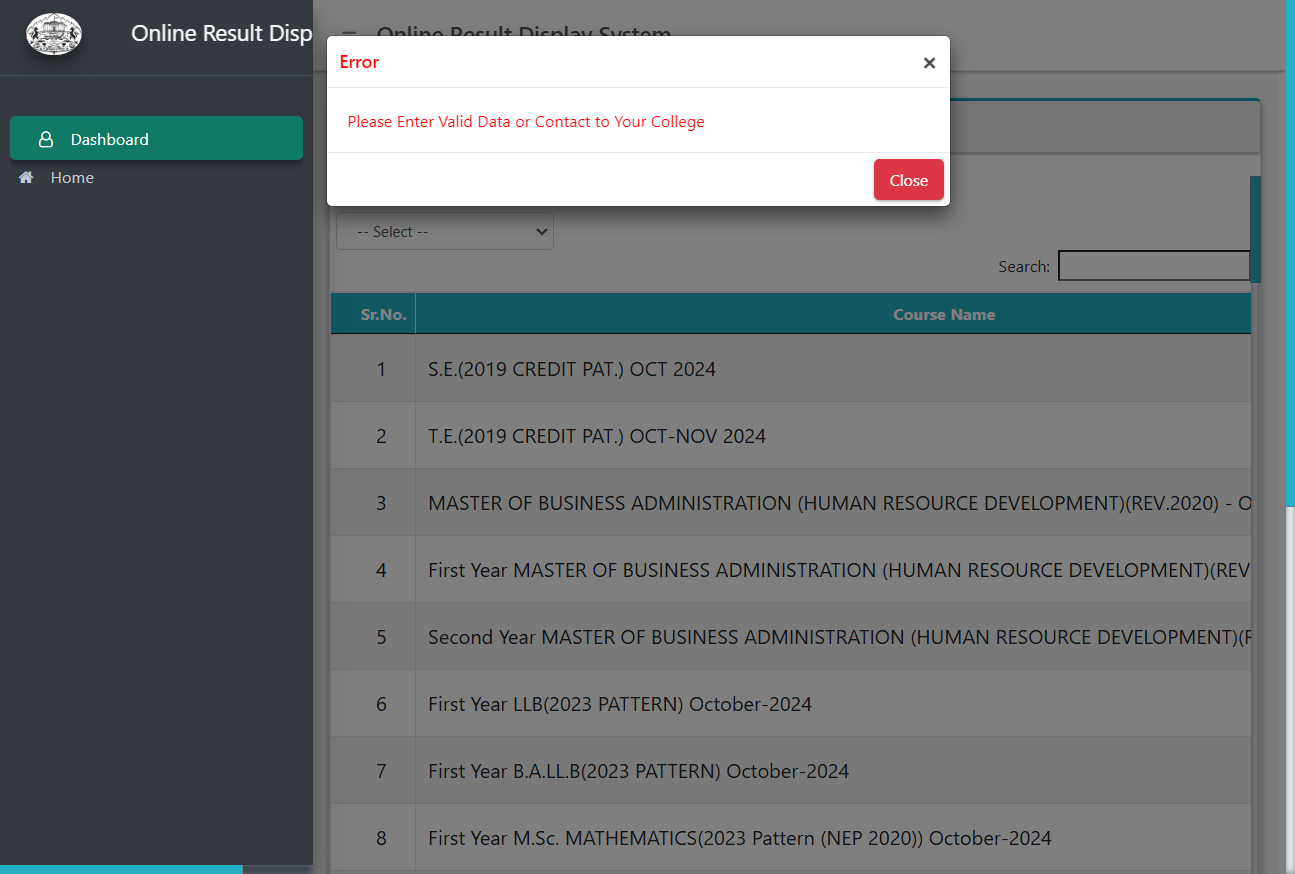 Online Result Disp
Dashboard
Home
Online Result Display System
Error
×
Please Enter Valid Data or Contact to Your College
Close
-- Select --
Search:
Sr.No. Course Name
1 S.E.(2019 CREDIT PAT.) OCT 2024
2 T.E.(2019 CREDIT PAT.) OCT-NOV 2024
3 MASTER OF BUSINESS ADMINISTRATION (HUMAN RESOURCE DEVELOPMENT)(REV.2020) - O
4 First Year MASTER OF BUSINESS ADMINISTRATION (HUMAN RESOURCE DEVELOPMENT)(REV
5 Second Year MASTER OF BUSINESS ADMINISTRATION (HUMAN RESOURCE DEVELOPMENT)(R
6 First Year LLB(2023 PATTERN) October-2024
7 First Year B.A.LL.B(2023 PATTERN) October-2024
8 First Year M.Sc. MATHEMATICS(2023 Pattern (NEP 2020)) October-2024